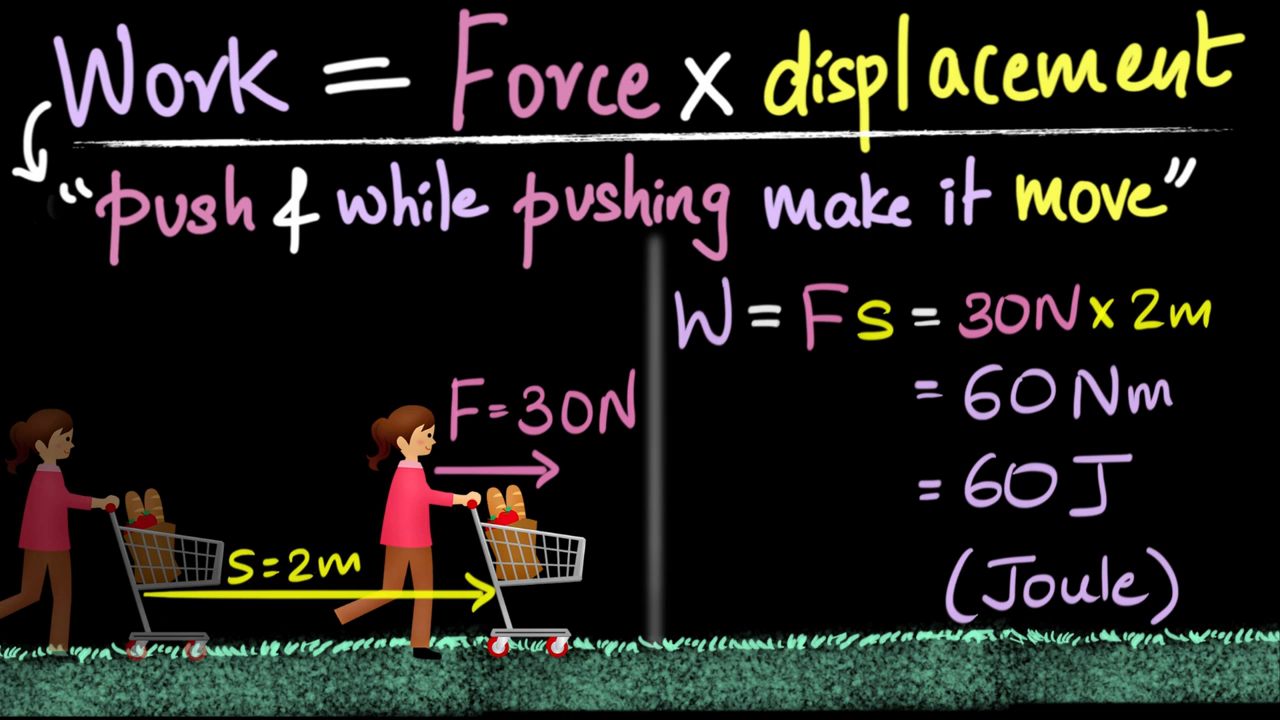 Work = Force x displacement
"push & while pushing make it move"
W = Fs = 30N x 2m
= 60 Nm
= 60 J
(Joule)
F=30N
S=2m